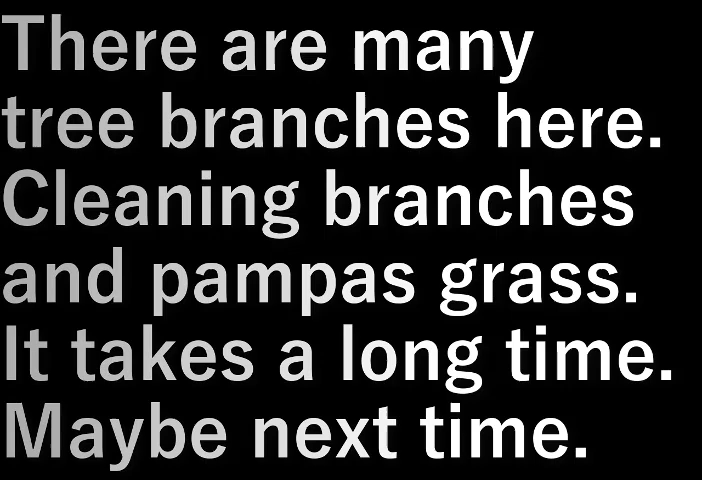 There are many
tree branches here.
Cleaning branches
and pampas grass.
It takes a long time.
Maybe next time.